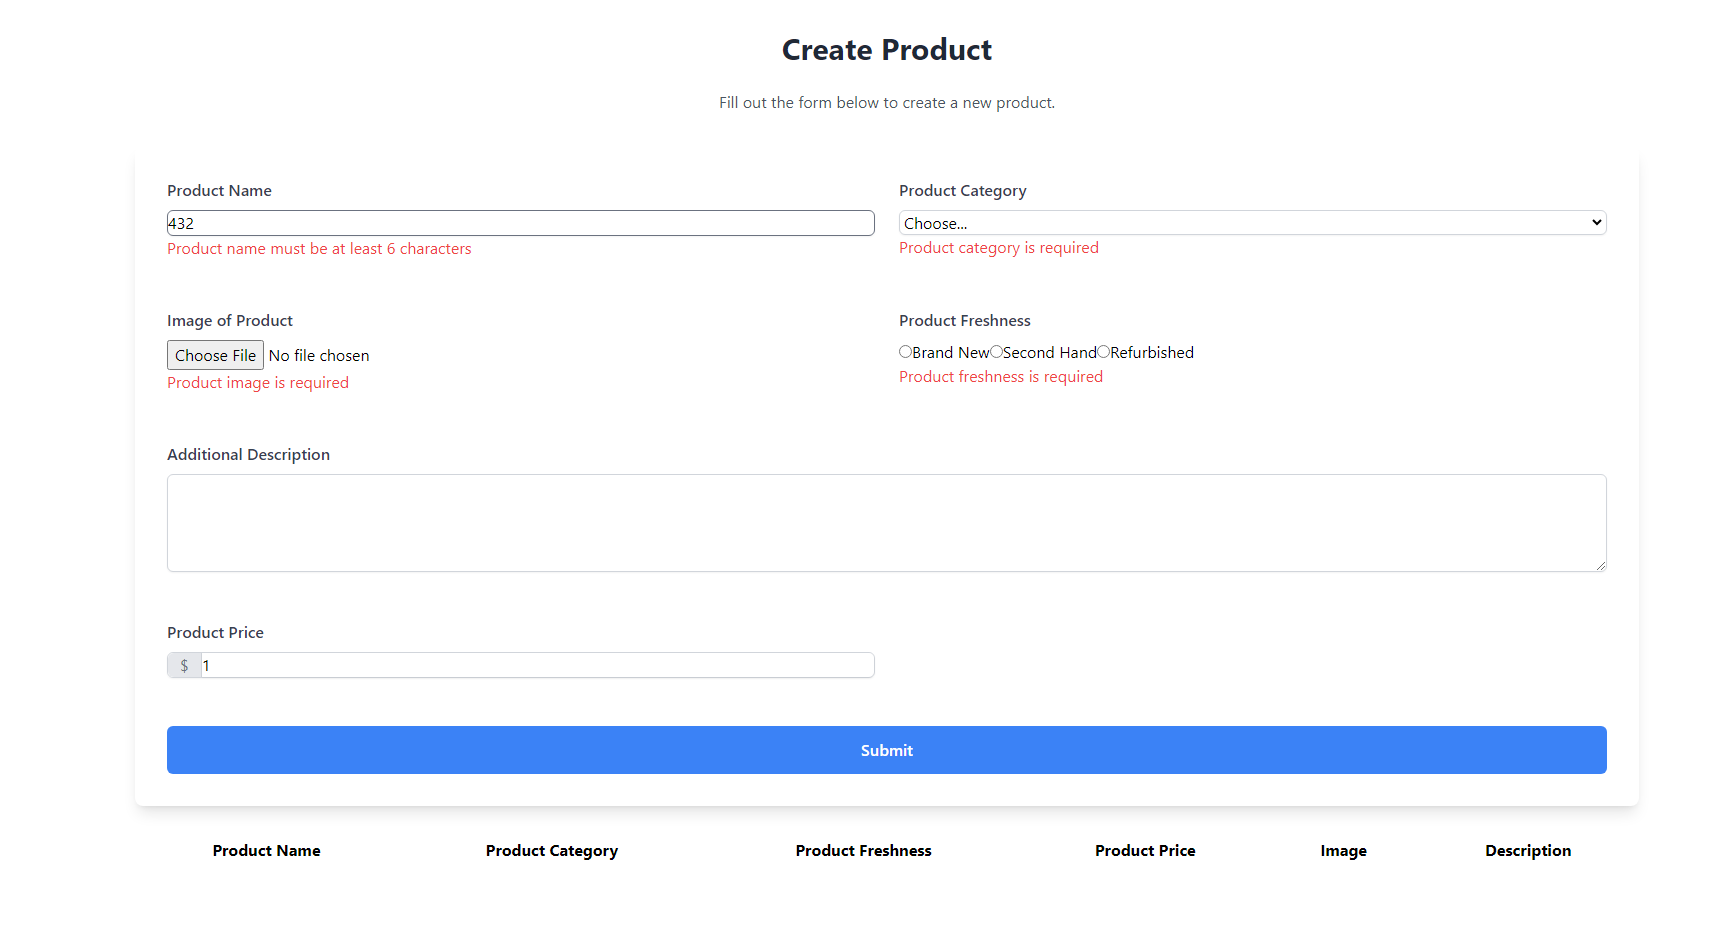 Create Product
Fill out the form below to create a new product.
Product Name
432
Product name must be at least 6 characters
Product Category
Choose...
Product category is required
Image of Product
Choose File No file chosen
Product image is required
Product Freshness
Brand New Second Hand Refurbished
Product freshness is required
Additional Description
Product Price
$ 1
Submit
Product Name Product Category Product Freshness Product Price Image Description